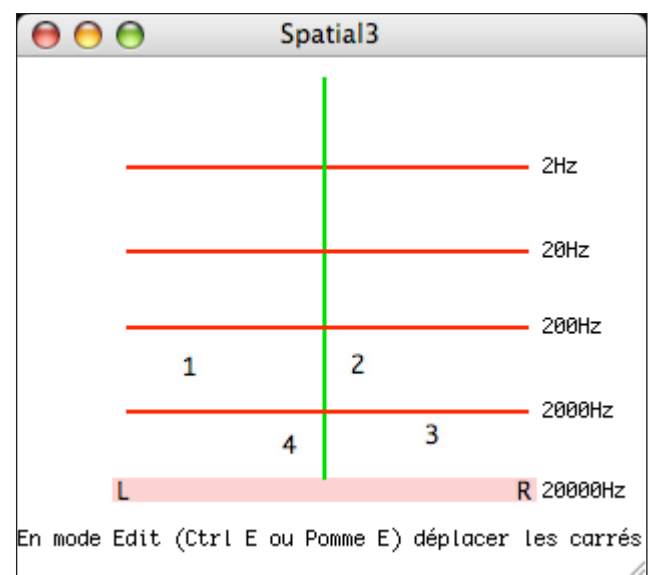 Spatial3
2Hz
20Hz
200Hz
1 2
2000Hz
4 3
L R 20000Hz
En mode Edit (Ctrl E ou Pomme E) déplacer les carrés